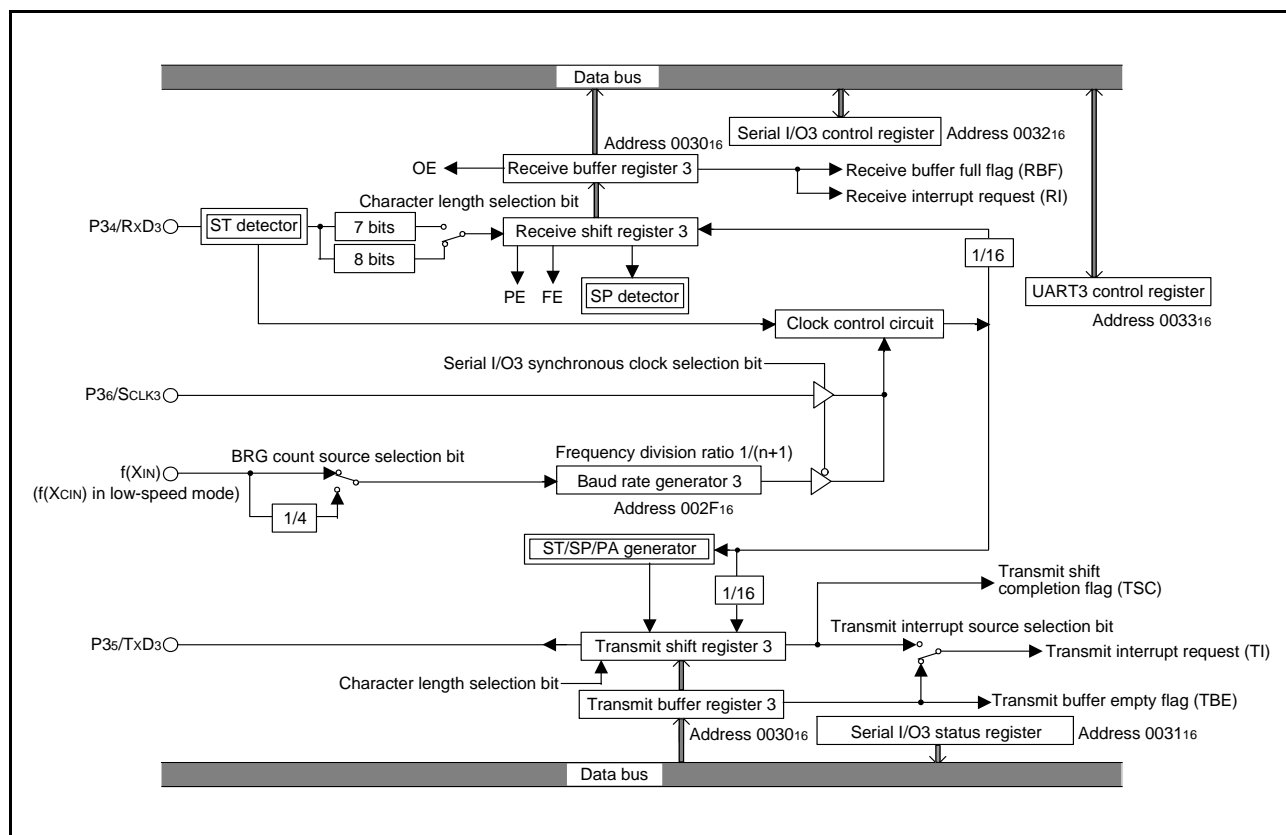 Data bus
Serial I/O3 control register
Address 003216
Address 003016
OE
Receive buffer register 3
Receive buffer full flag (RBF)
Receive interrupt request (RI)
Character length selection bit
P34/RXD3
ST detector
7 bits
8 bits
Receive shift register 3
1/16
PE
FE
SP detector
UART3 control register
Address 003316
Clock control circuit
Serial I/O3 synchronous clock selection bit
P36/SCLK3
BRG count source selection bit
Frequency division ratio 1/(n+1)
f(XIN)
(f(XCIN) in low-speed mode)
Baud rate generator 3
Address 002F16
1/4
ST/SP/PA generator
1/16
Transmit shift
completion flag (TSC)
Transmit interrupt source selection bit
P35/TXD3
Transmit shift register 3
Transmit interrupt request (TI)
Character length selection bit
Transmit buffer register 3
Transmit buffer empty flag (TBE)
Address 003016
Serial I/O3 status register
Address 003116
Data bus